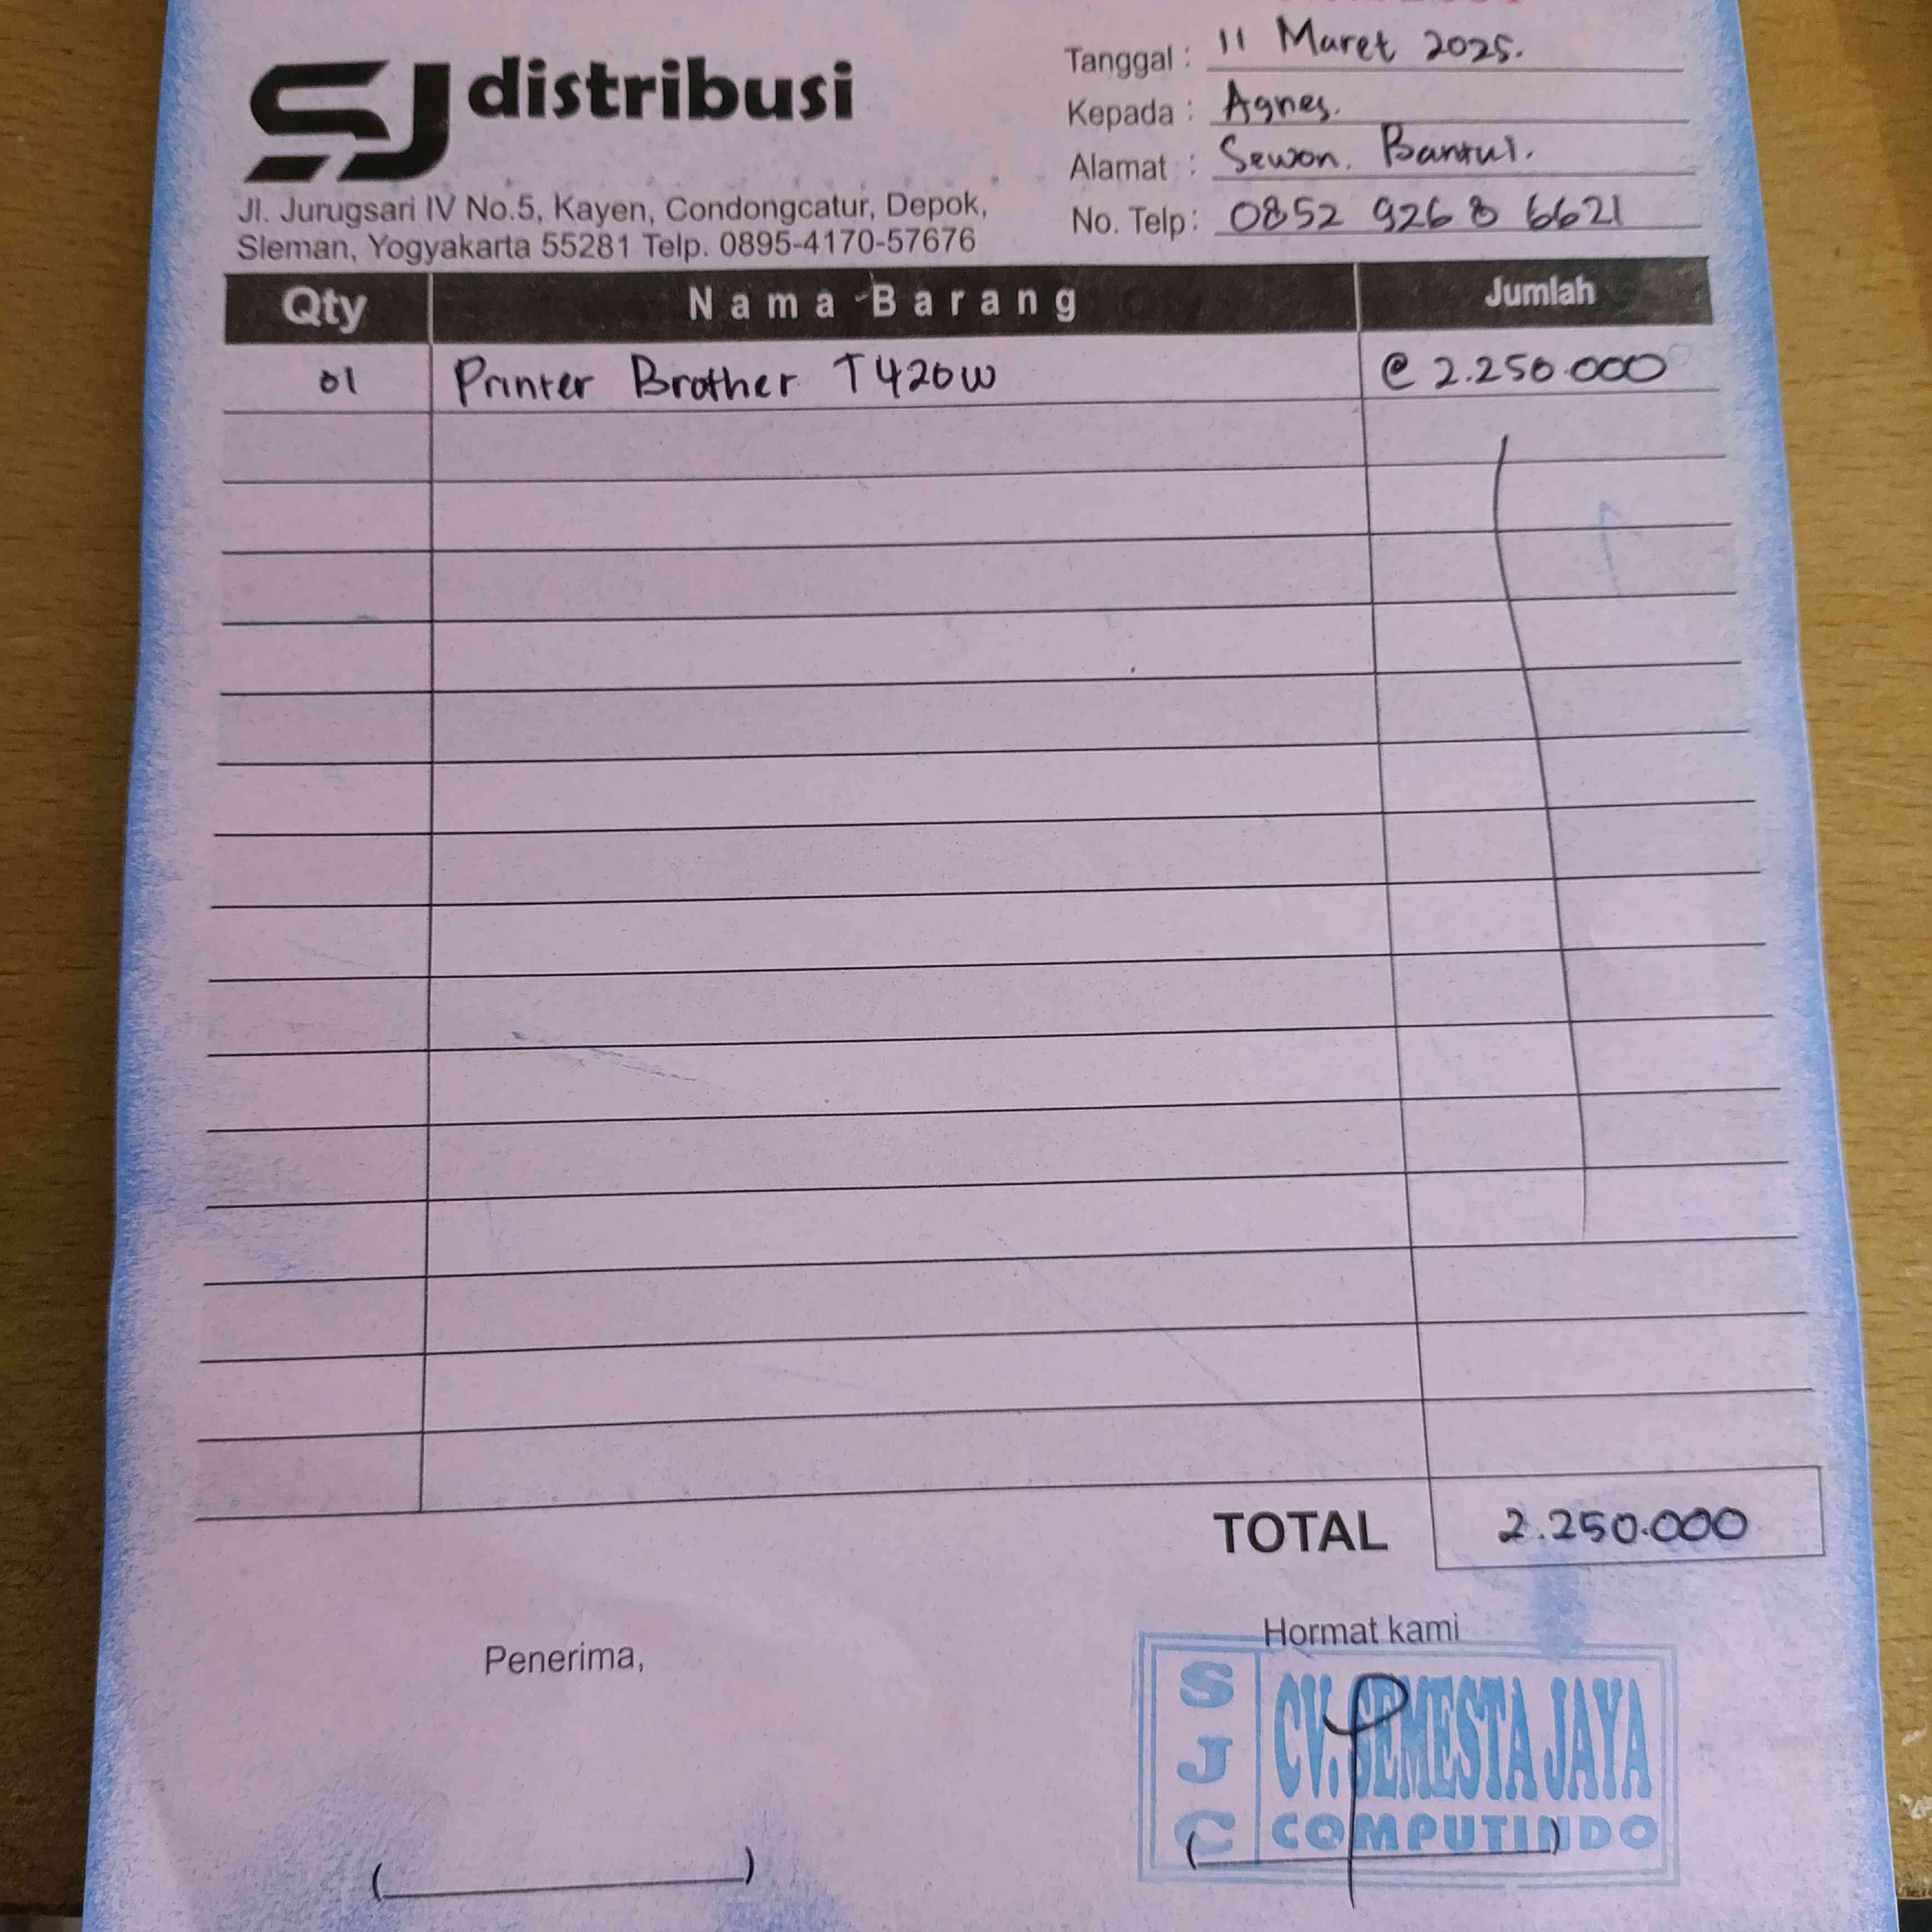 SJ distribusi
Jl. Jurugsari IV No.5, Kayen, Condongcatur, Depok,
Sleman, Yogyakarta 55281 Telp. 0895-4170-57676
Tanggal : 11 Maret 2025.
Kepada : Agnes.
Alamat : Sewon. Bantul.
No. Telp: 0852 9268 6621
Qty Nama Barang Jumlah
01 Printer Brother T420W @ 2.250.000
TOTAL 2.250.000
Penerima,
Hormat kami
SJC
CV. SEMESTA JAYA
COMPUTINDO